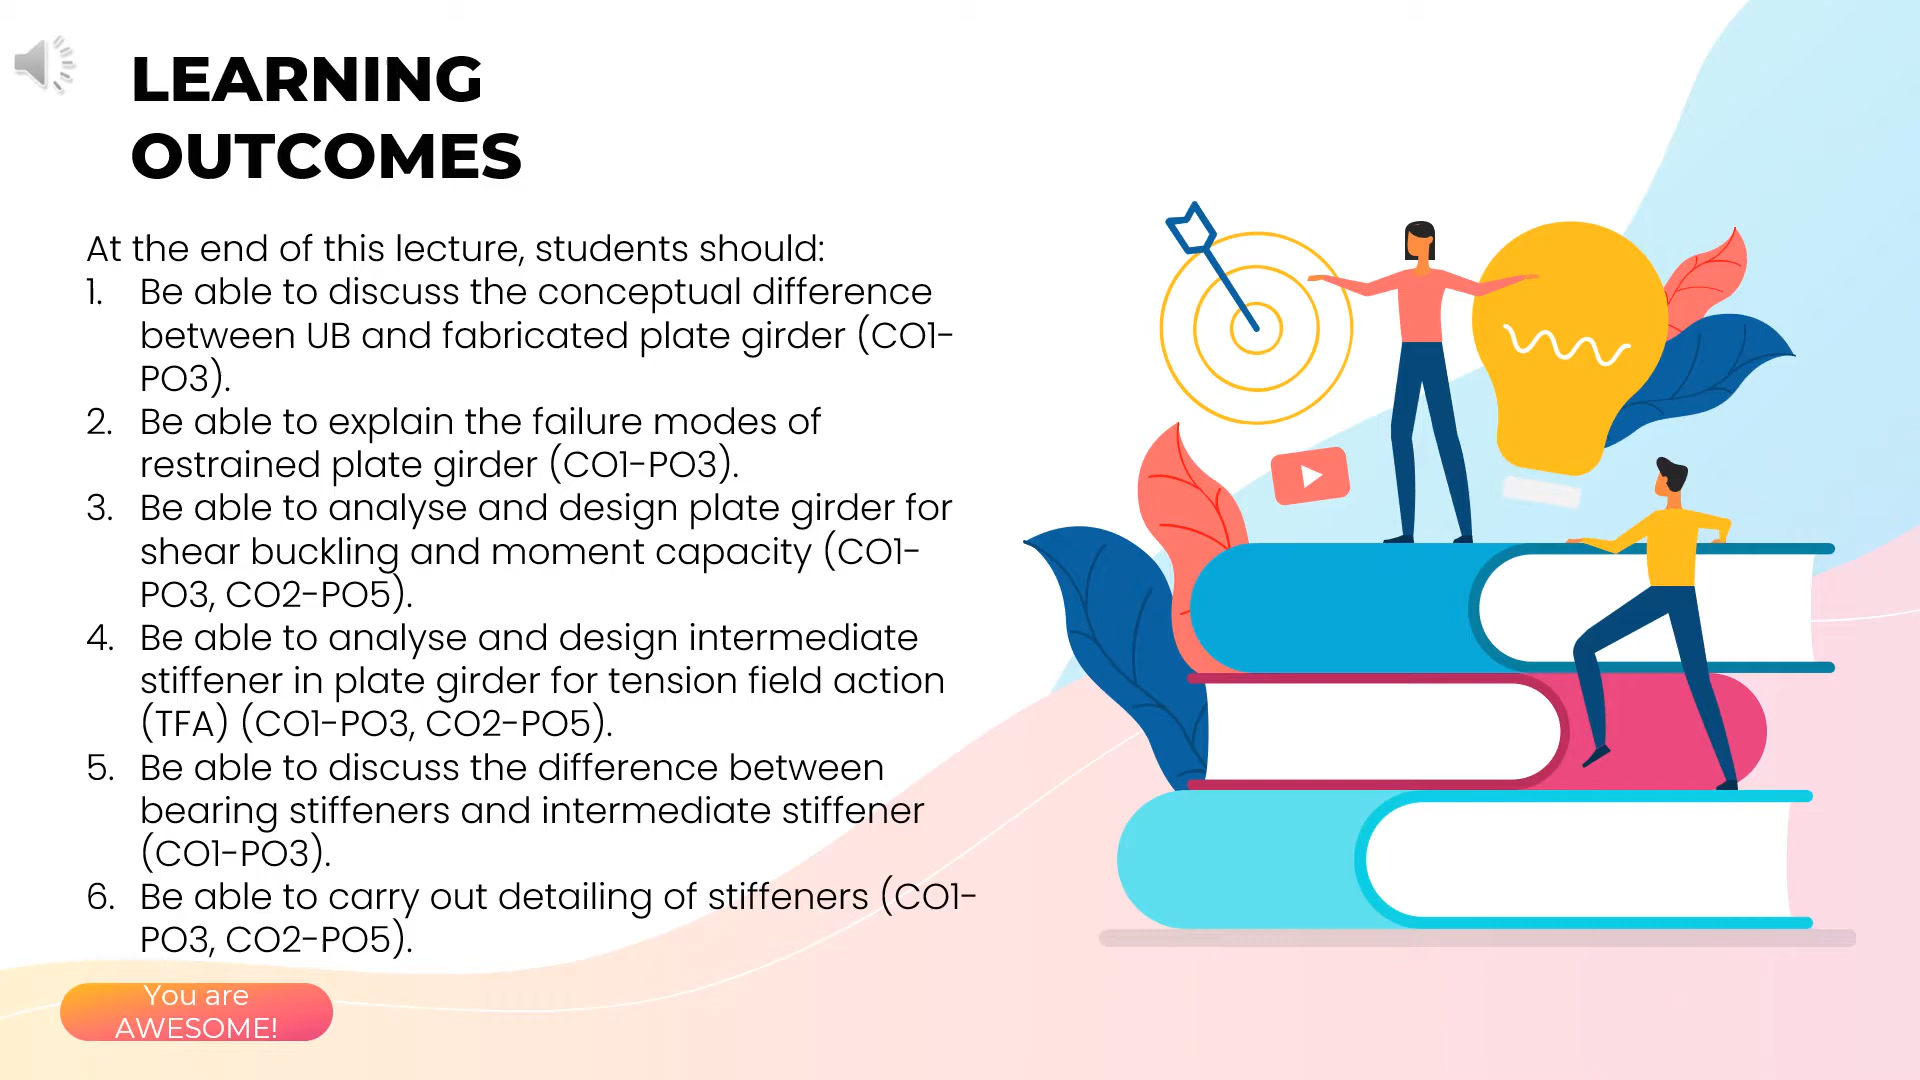 LEARNING
OUTCOMES
At the end of this lecture, students should:
1. Be able to discuss the conceptual difference
between UB and fabricated plate girder (CO1-
PO3).
2. Be able to explain the failure modes of
restrained plate girder (CO1-PO3).
3. Be able to analyse and design plate girder for
shear buckling and moment capacity (CO1-
PO3, CO2-PO5).
4. Be able to analyse and design intermediate
stiffener in plate girder for tension field action
(TFA) (CO1-PO3, CO2-PO5).
5. Be able to discuss the difference between
bearing stiffeners and intermediate stiffener
(CO1-PO3).
6. Be able to carry out detailing of stiffeners (CO1-
PO3, CO2-PO5).
You are
AWESOME!